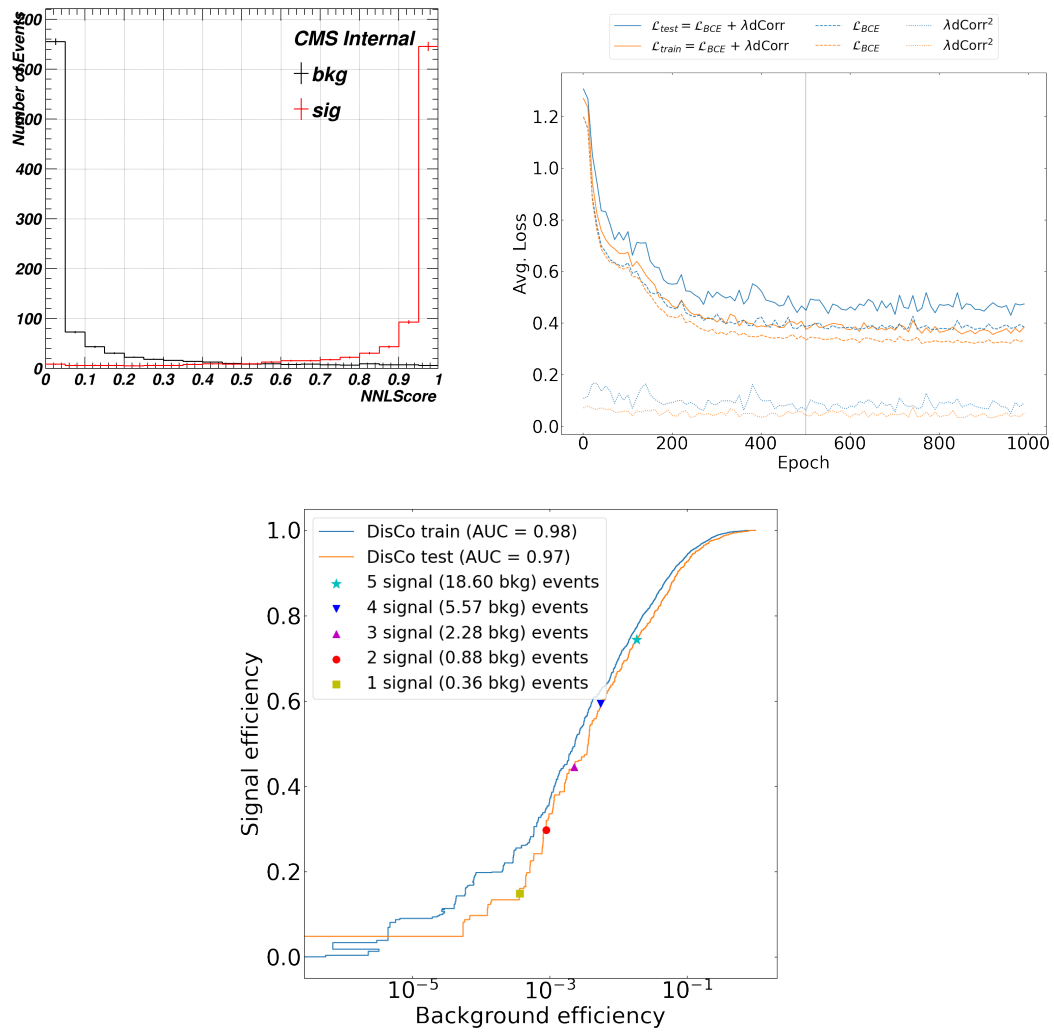 Number of Events
700
600
500
400
300
200
100
0
CMS Internal
bkg
sig
0 0.1 0.2 0.3 0.4 0.5 0.6 0.7 0.8 0.9 1
NNLScore
ℒtest = ℒBCE + λdCorr ℒBCE λdCorr²
ℒtrain = ℒBCE + λdCorr ℒBCE λdCorr²
Avg. Loss
1.2
1.0
0.8
0.6
0.4
0.2
0.0
0 200 400 600 800 1000
Epoch
Signal efficiency
1.0
0.8
0.6
0.4
0.2
0.0
DisCo train (AUC = 0.98)
DisCo test (AUC = 0.97)
5 signal (18.60 bkg) events
4 signal (5.57 bkg) events
3 signal (2.28 bkg) events
2 signal (0.88 bkg) events
1 signal (0.36 bkg) events
10⁻⁵ 10⁻³ 10⁻¹
Background efficiency